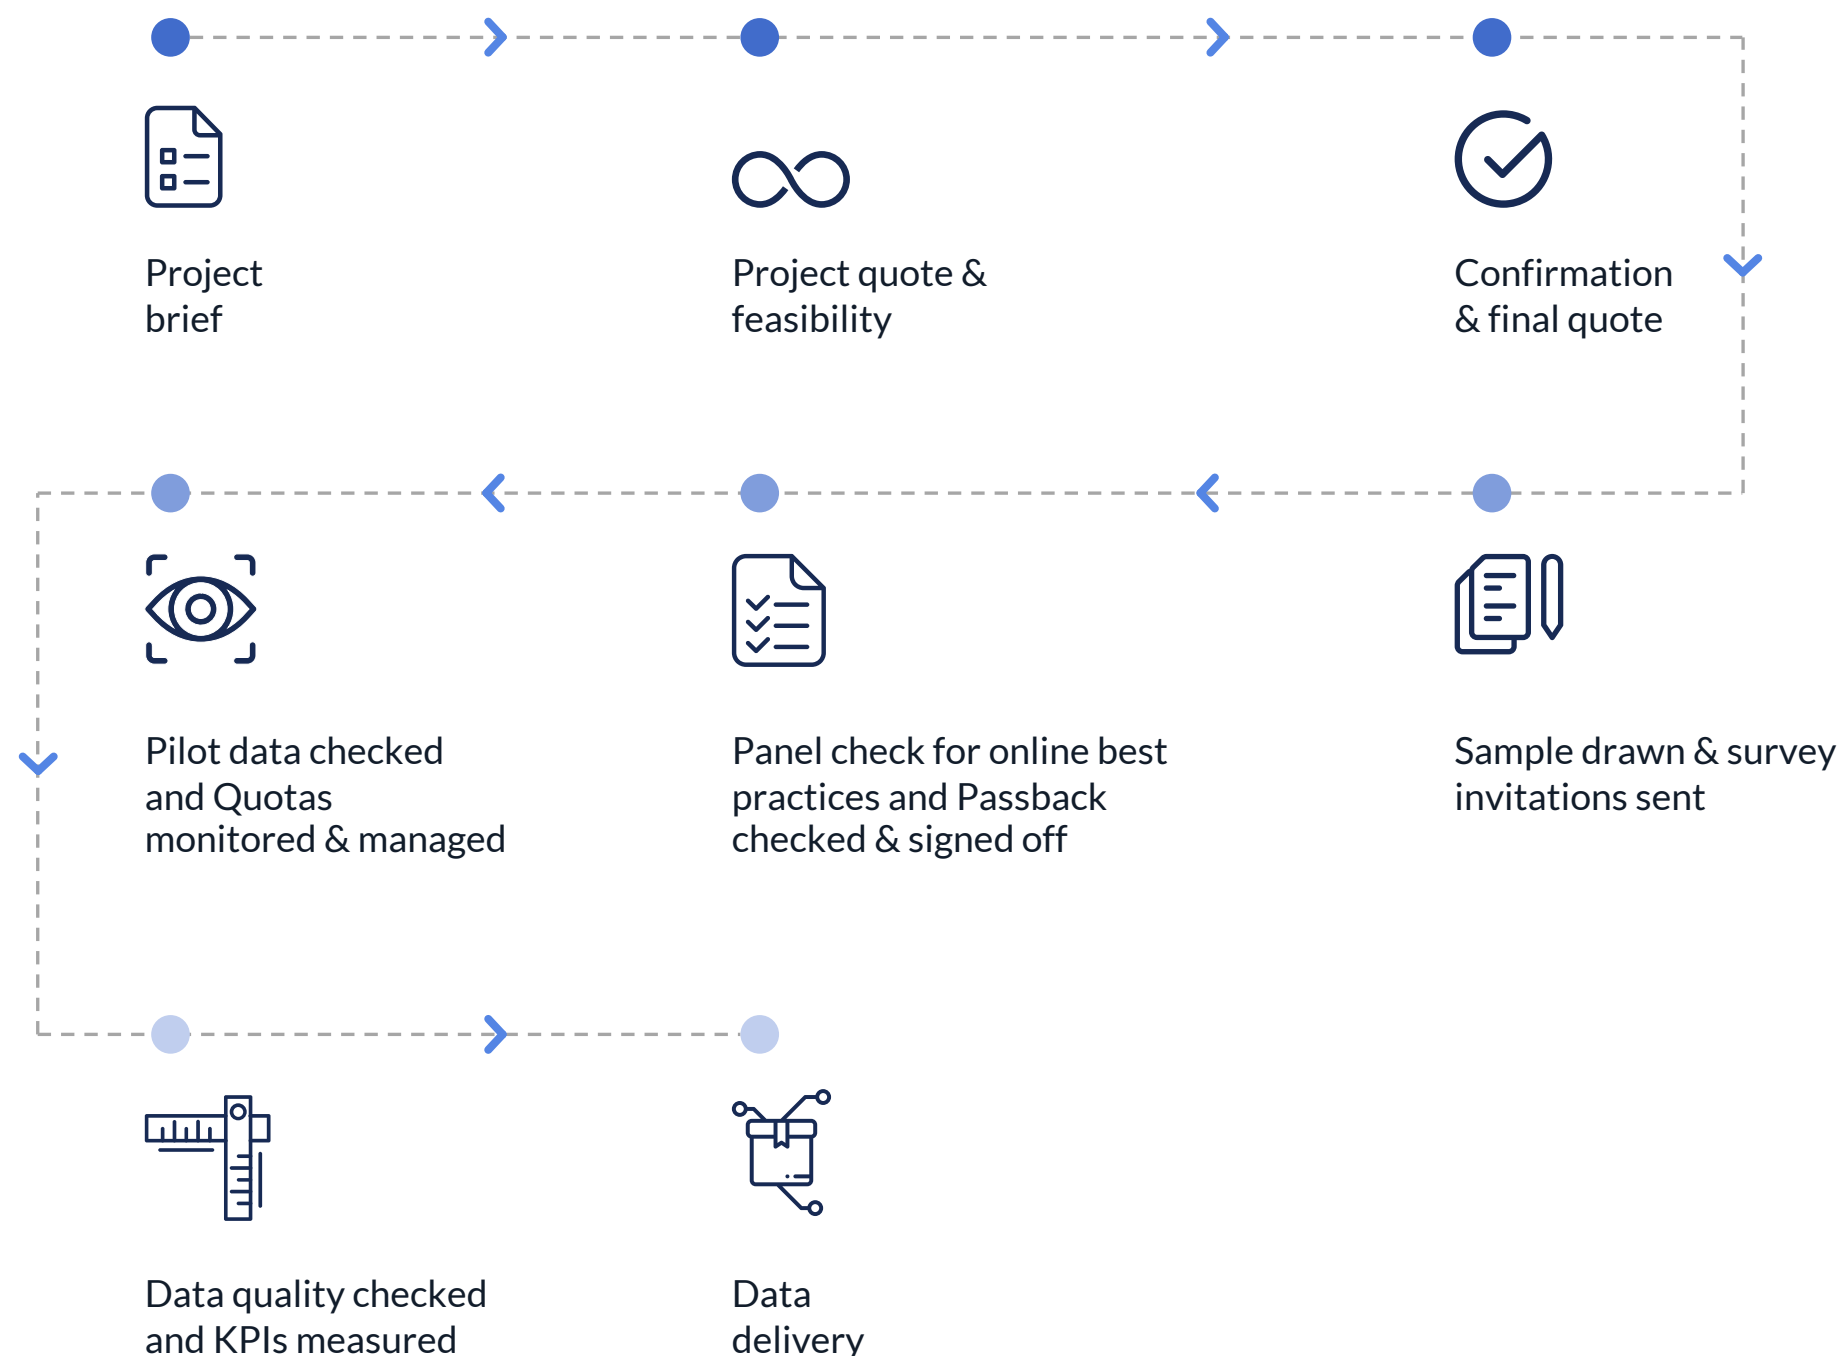 Project
brief
Project quote &
feasibility
Confirmation
& final quote
Sample drawn & survey
invitations sent
Panel check for online best
practices and Passback
checked & signed off
Pilot data checked
and Quotas
monitored & managed
Data quality checked
and KPIs measured
Data
delivery